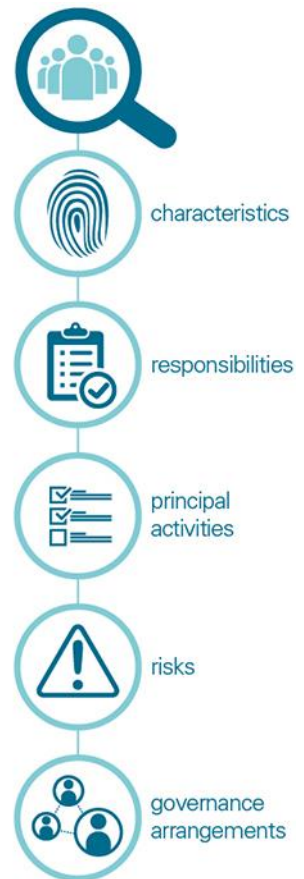 characteristics
responsibilities
principal
activities
risks
governance
arrangements